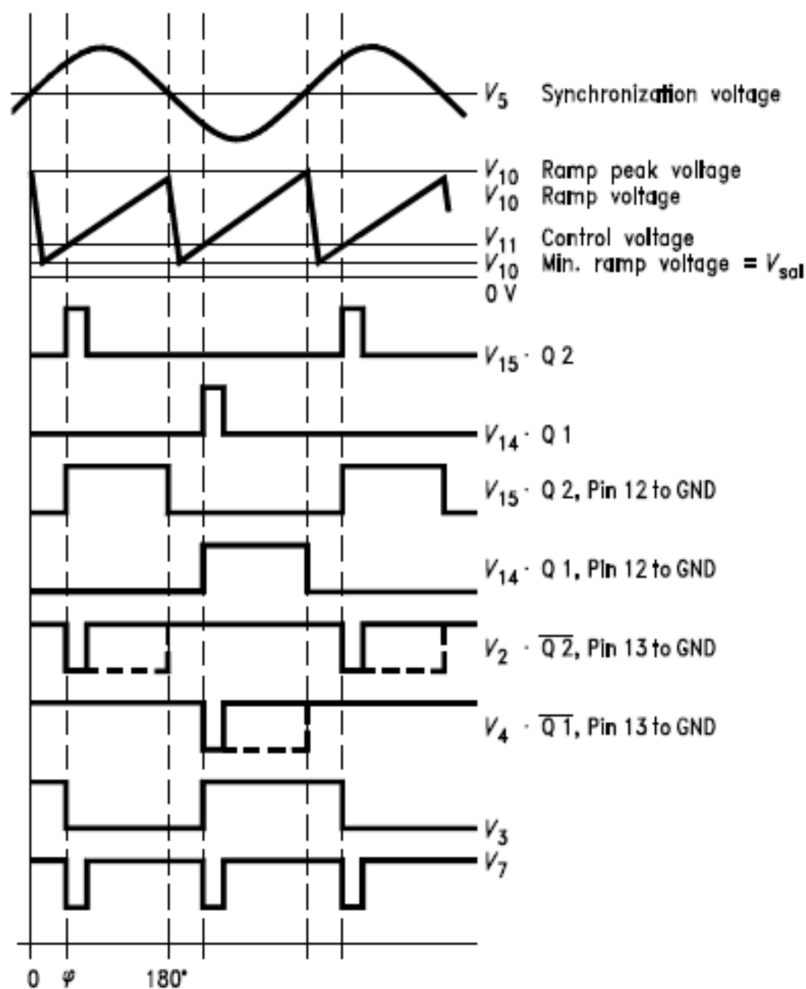 V5 Synchronization voltage
V10 Ramp peak voltage
V10 Ramp voltage
V11 Control voltage
V10 Min. ramp voltage = Vsat
0 V
V15 · Q 2
V14 · Q 1
V15 · Q 2, Pin 12 to GND
V14 · Q 1, Pin 12 to GND
V2 · Q̅ ̅2̅, Pin 13 to GND
V4 · Q̅ ̅1̅, Pin 13 to GND
V3
V7
0 φ 180°